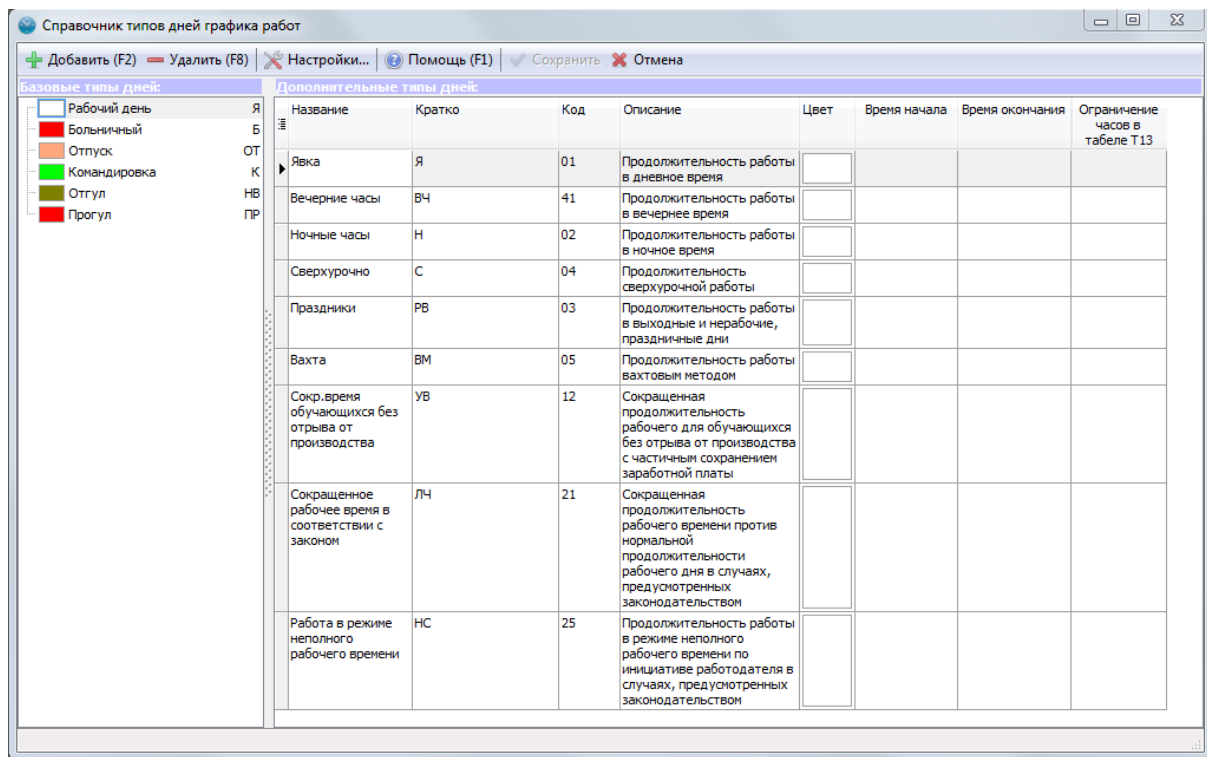 Справочник типов дней графика работ
Добавить (F2) Удалить (F8) Настройки... Помощь (F1) Сохранить Отмена
Базовые типы дней:
Рабочий день Я
Больничный Б
Отпуск ОТ
Командировка К
Отгул НВ
Прогул ПР
Дополнительные типы дней:
Название Кратко Код Описание Цвет Время начала Время окончания Ограничение
часов в
табеле Т13
Явка Я 01 Продолжительность работы
в дневное время
Вечерние часы ВЧ 41 Продолжительность работы
в вечернее время
Ночные часы Н 02 Продолжительность работы
в ночное время
Сверхурочно С 04 Продолжительность
сверхурочной работы
Праздники РВ 03 Продолжительность работы
в выходные и нерабочие,
праздничные дни
Вахта ВМ 05 Продолжительность работы
вахтовым методом
Сокр.время УВ 12 Сокращенная
обучающихся без продолжительность
отрыва от рабочего для обучающихся
производства без отрыва от производства
с частичным сохранением
заработной платы
Сокращенное ЛЧ 21 Сокращенная
рабочее время в продолжительность
соответствии с рабочего времени против
законом нормальной
продолжительности
рабочего дня в случаях,
предусмотренных
законодательством
Работа в режиме НС 25 Продолжительность работы
неполного в режиме неполного
рабочего времени рабочего времени по
инициативе работодателя в
случаях, предусмотренных
законодательством